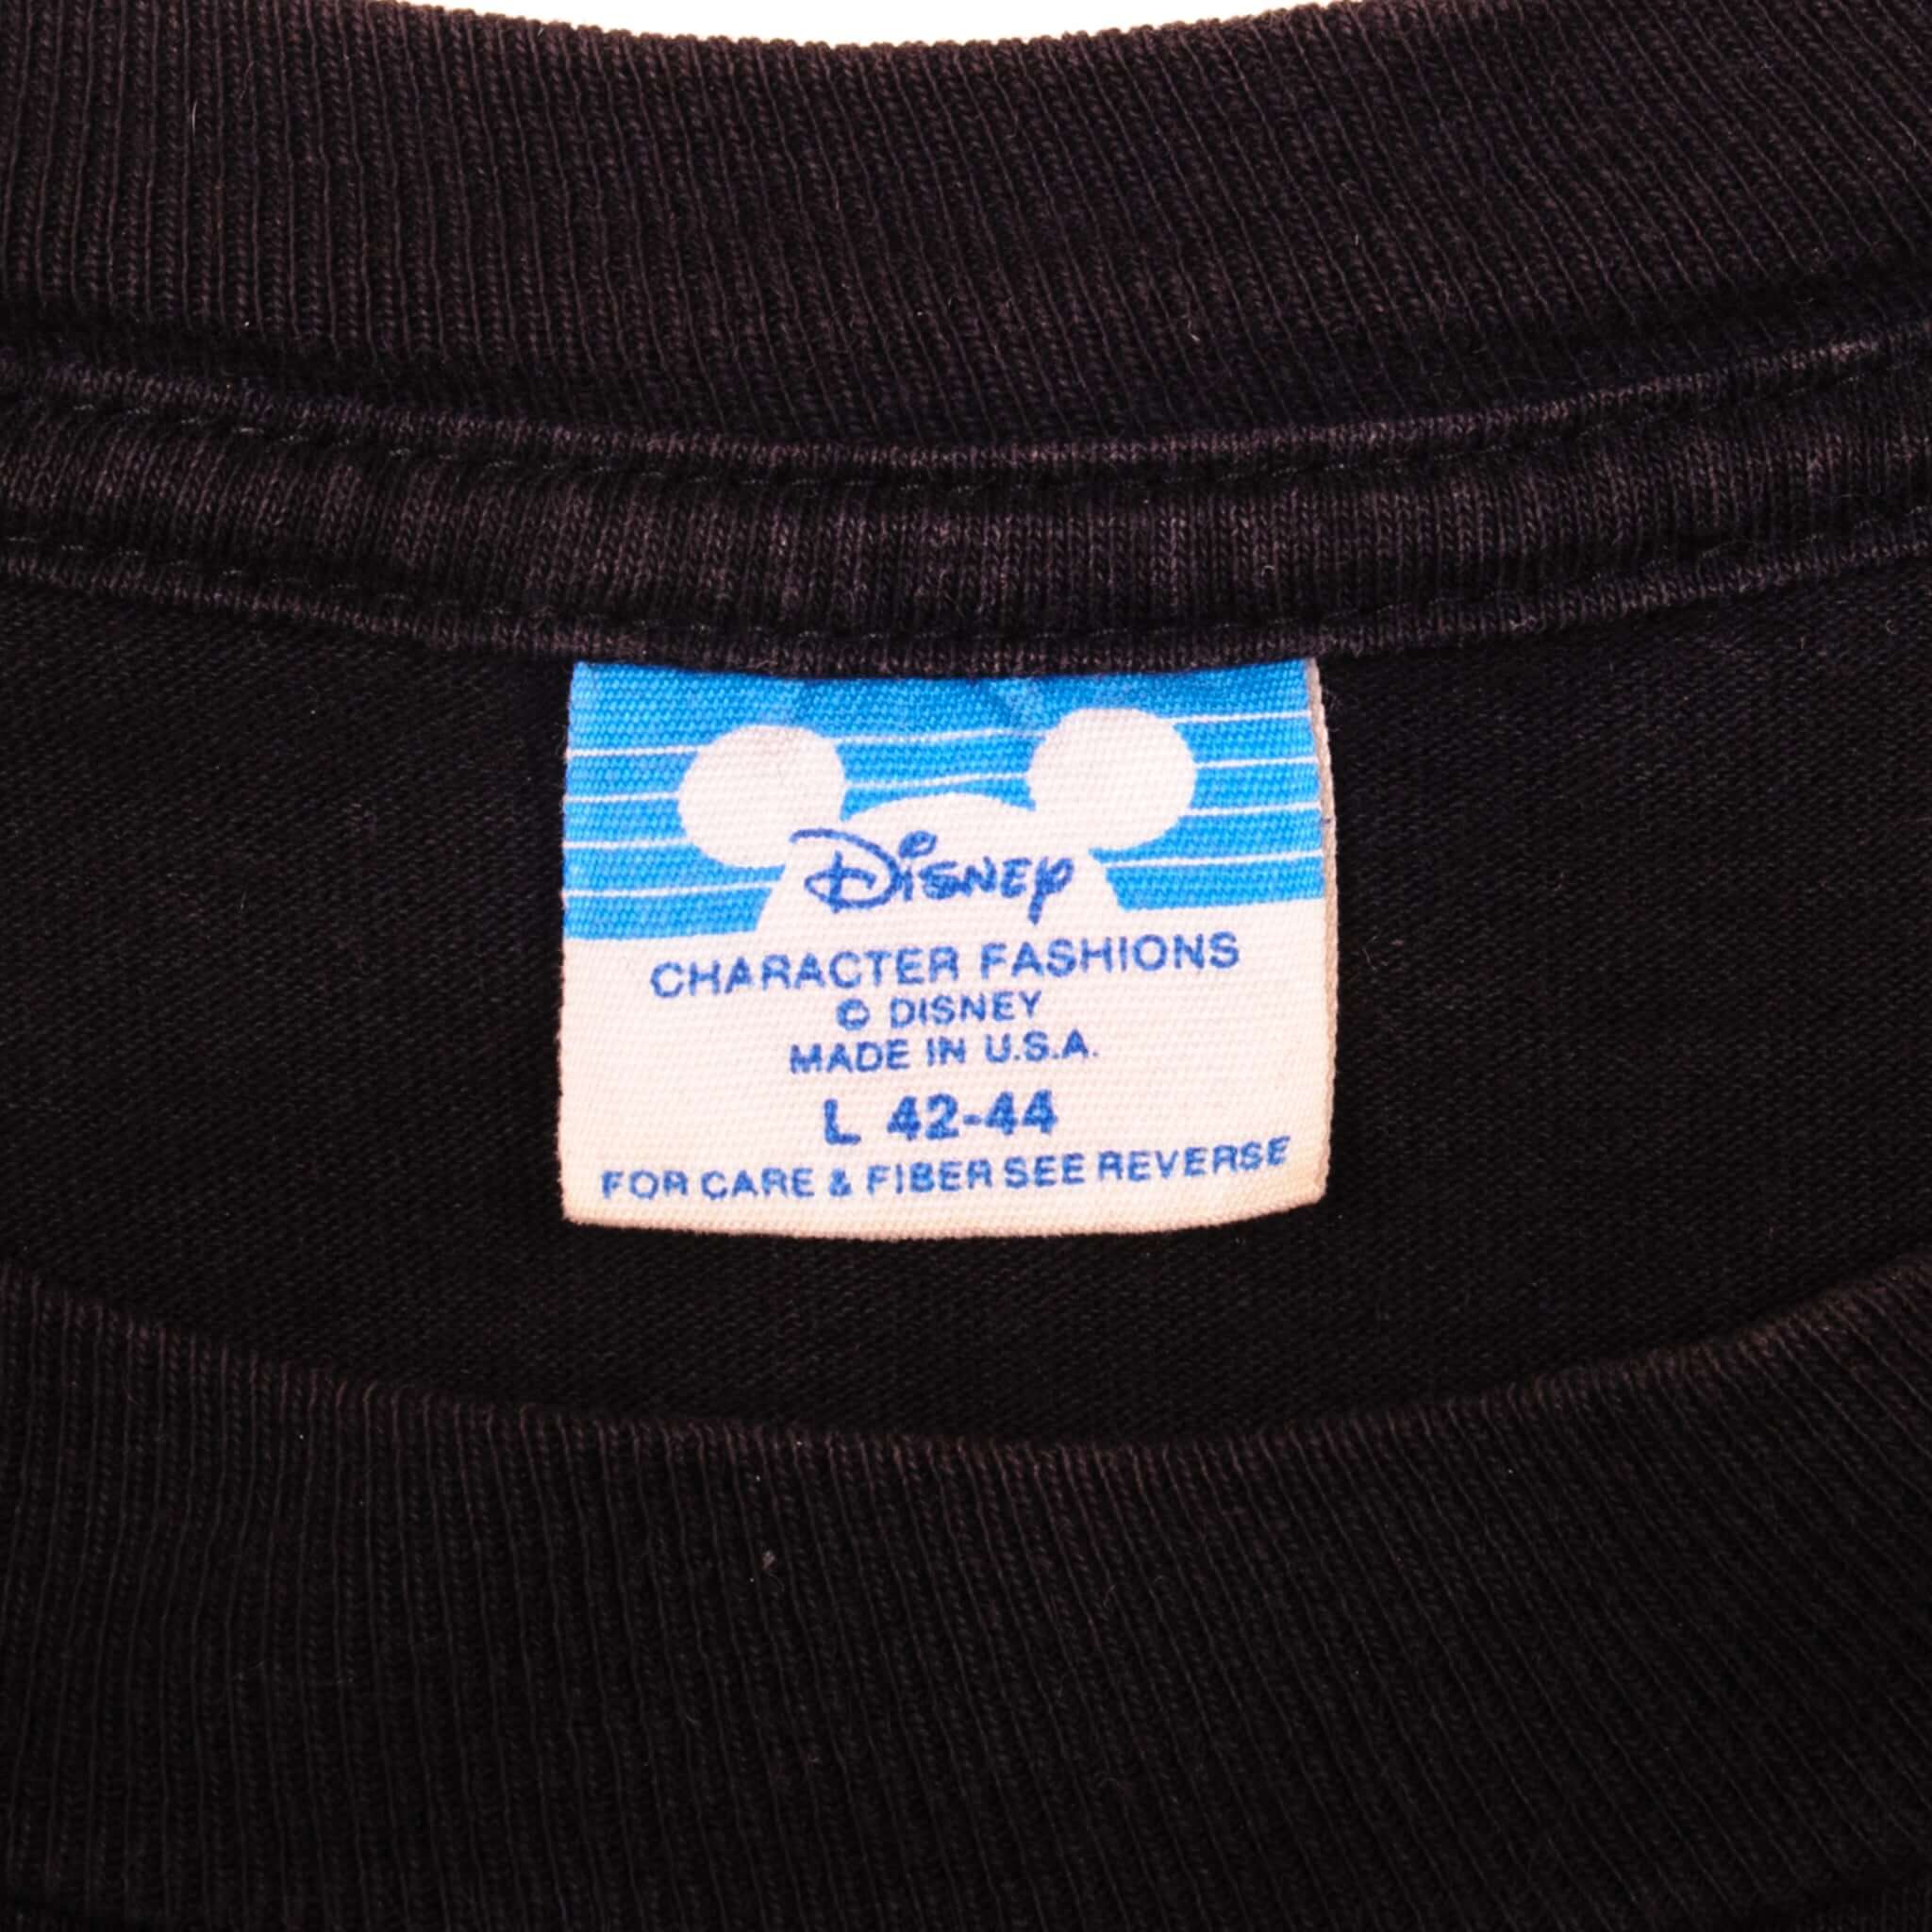 Disney
CHARACTER FASHIONS
© DISNEY
MADE IN U.S.A.
L 42-44
FOR CARE & FIBER SEE REVERSE